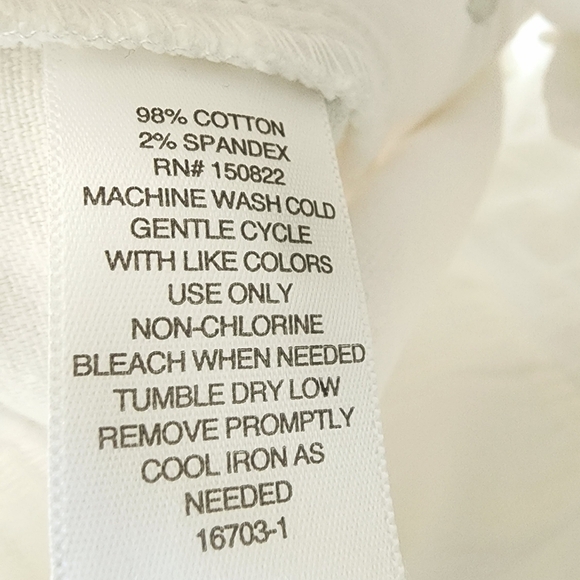 98% COTTON
2% SPANDEX
RN# 150822
MACHINE WASH COLD
GENTLE CYCLE
WITH LIKE COLORS
USE ONLY
NON-CHLORINE
BLEACH WHEN NEEDED
TUMBLE DRY LOW
REMOVE PROMPTLY
COOL IRON AS
NEEDED
16703-1